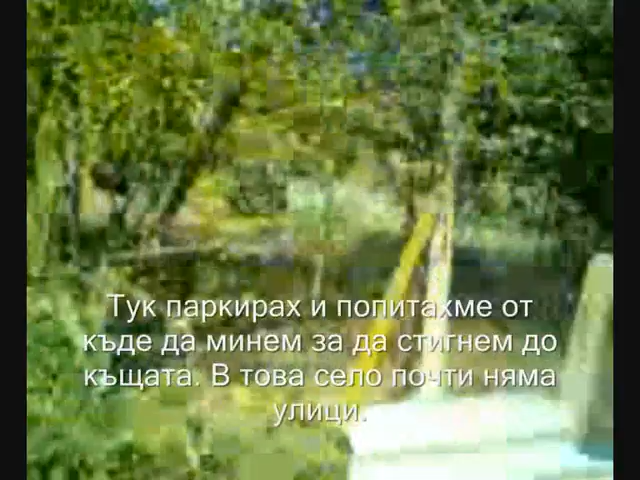 Тук паркирах и попитахме от
къде да минем за да стигнем до
къщата. В това село почти няма
улици.